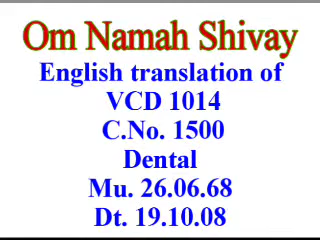 Om Namah Shivay
English translation of
VCD 1014
C.No. 1500
Dental
Mu. 26.06.68
Dt. 19.10.08